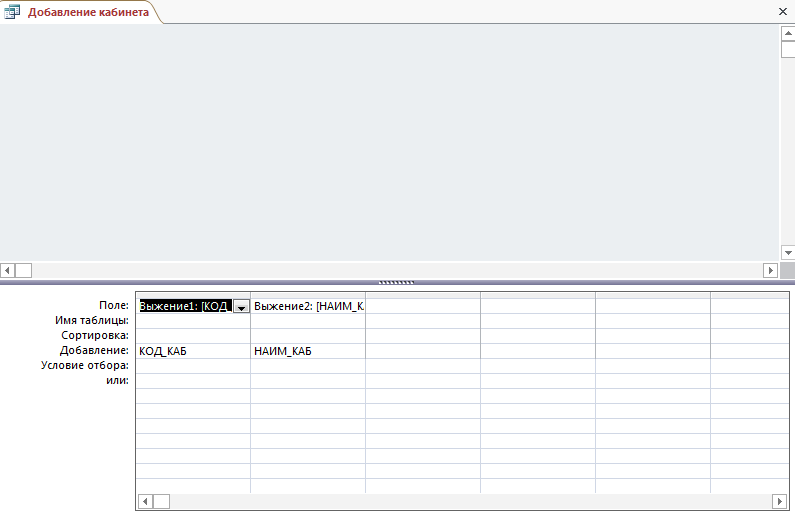 Добавление кабинета
Поле: Выжение1: [КОД_ Выжение2: [НАИМ_К
Имя таблицы:
Сортировка:
Добавление: КОД_КАБ НАИМ_КАБ
Условие отбора:
или: